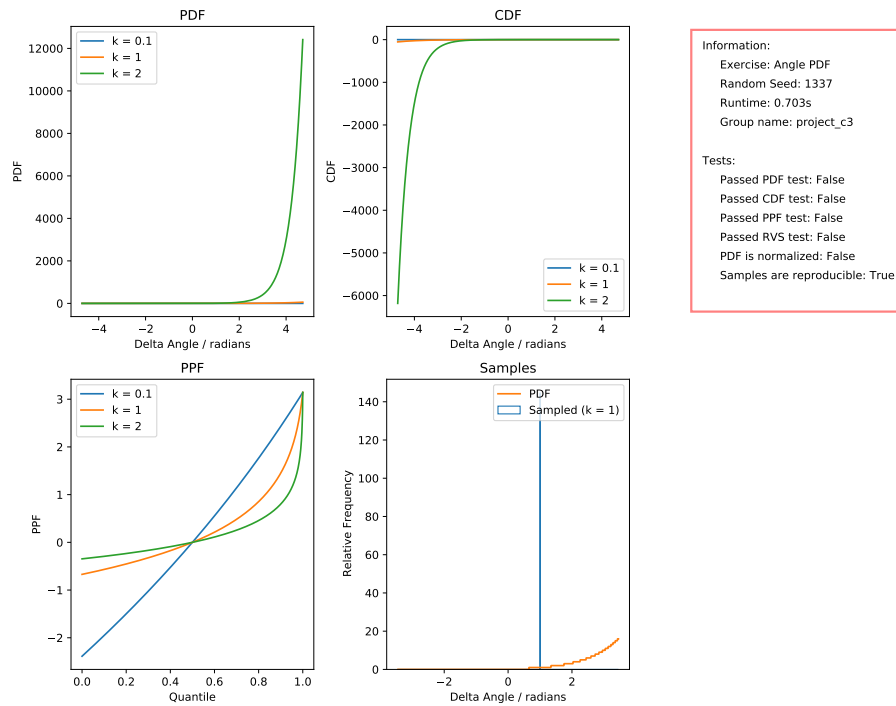 PDF
12000
10000
8000
6000
4000
2000
0
PDF
k = 0.1
k = 1
k = 2
−4
−2
0
2
4
Delta Angle / radians
CDF
0
−1000
−2000
−3000
−4000
−5000
−6000
CDF
k = 0.1
k = 1
k = 2
−4
−2
0
2
4
Delta Angle / radians
Information:
Exercise: Angle PDF
Random Seed: 1337
Runtime: 0.703s
Group name: project_c3
Tests:
Passed PDF test: False
Passed CDF test: False
Passed PPF test: False
Passed RVS test: False
PDF is normalized: False
Samples are reproducible: True
PPF
3
2
1
0
−1
−2
PPF
k = 0.1
k = 1
k = 2
0.0
0.2
0.4
0.6
0.8
1.0
Quantile
Samples
140
120
100
80
60
40
20
0
Relative Frequency
PDF
Sampled (k = 1)
−2
0
2
Delta Angle / radians